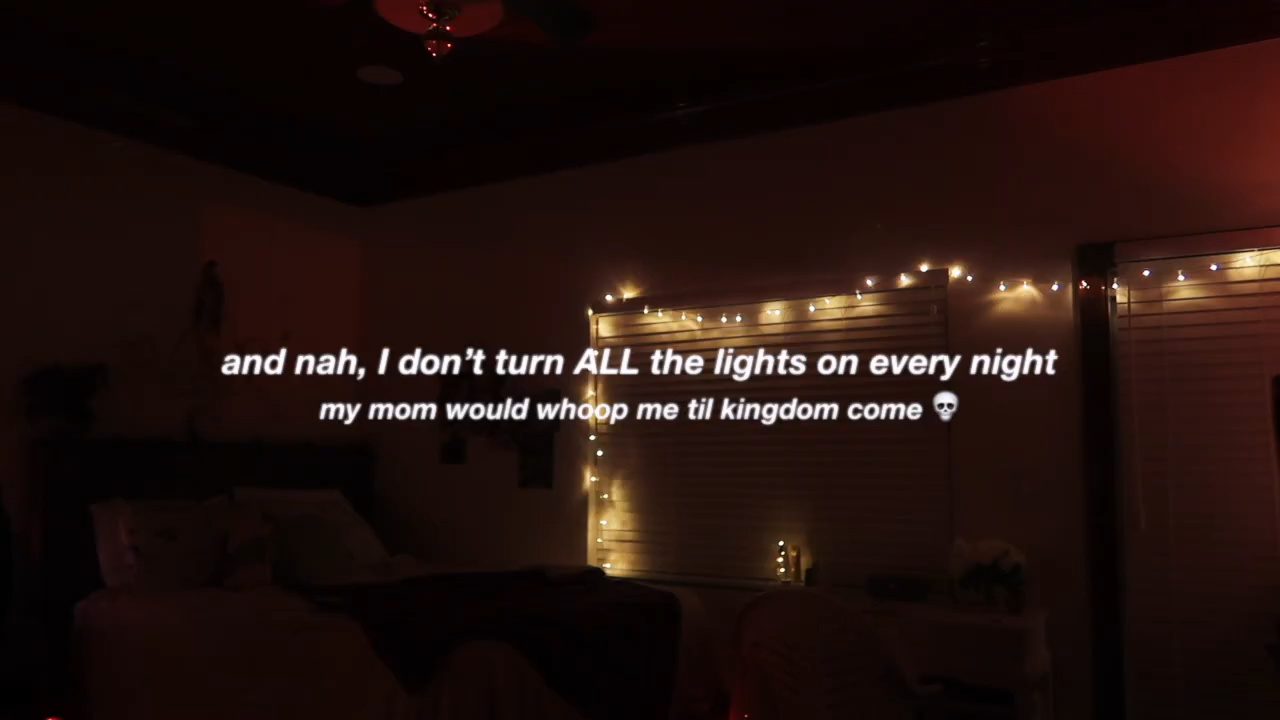 and nah, I don’t turn ALL the lights on every night
my mom would whoop me til kingdom come 💀